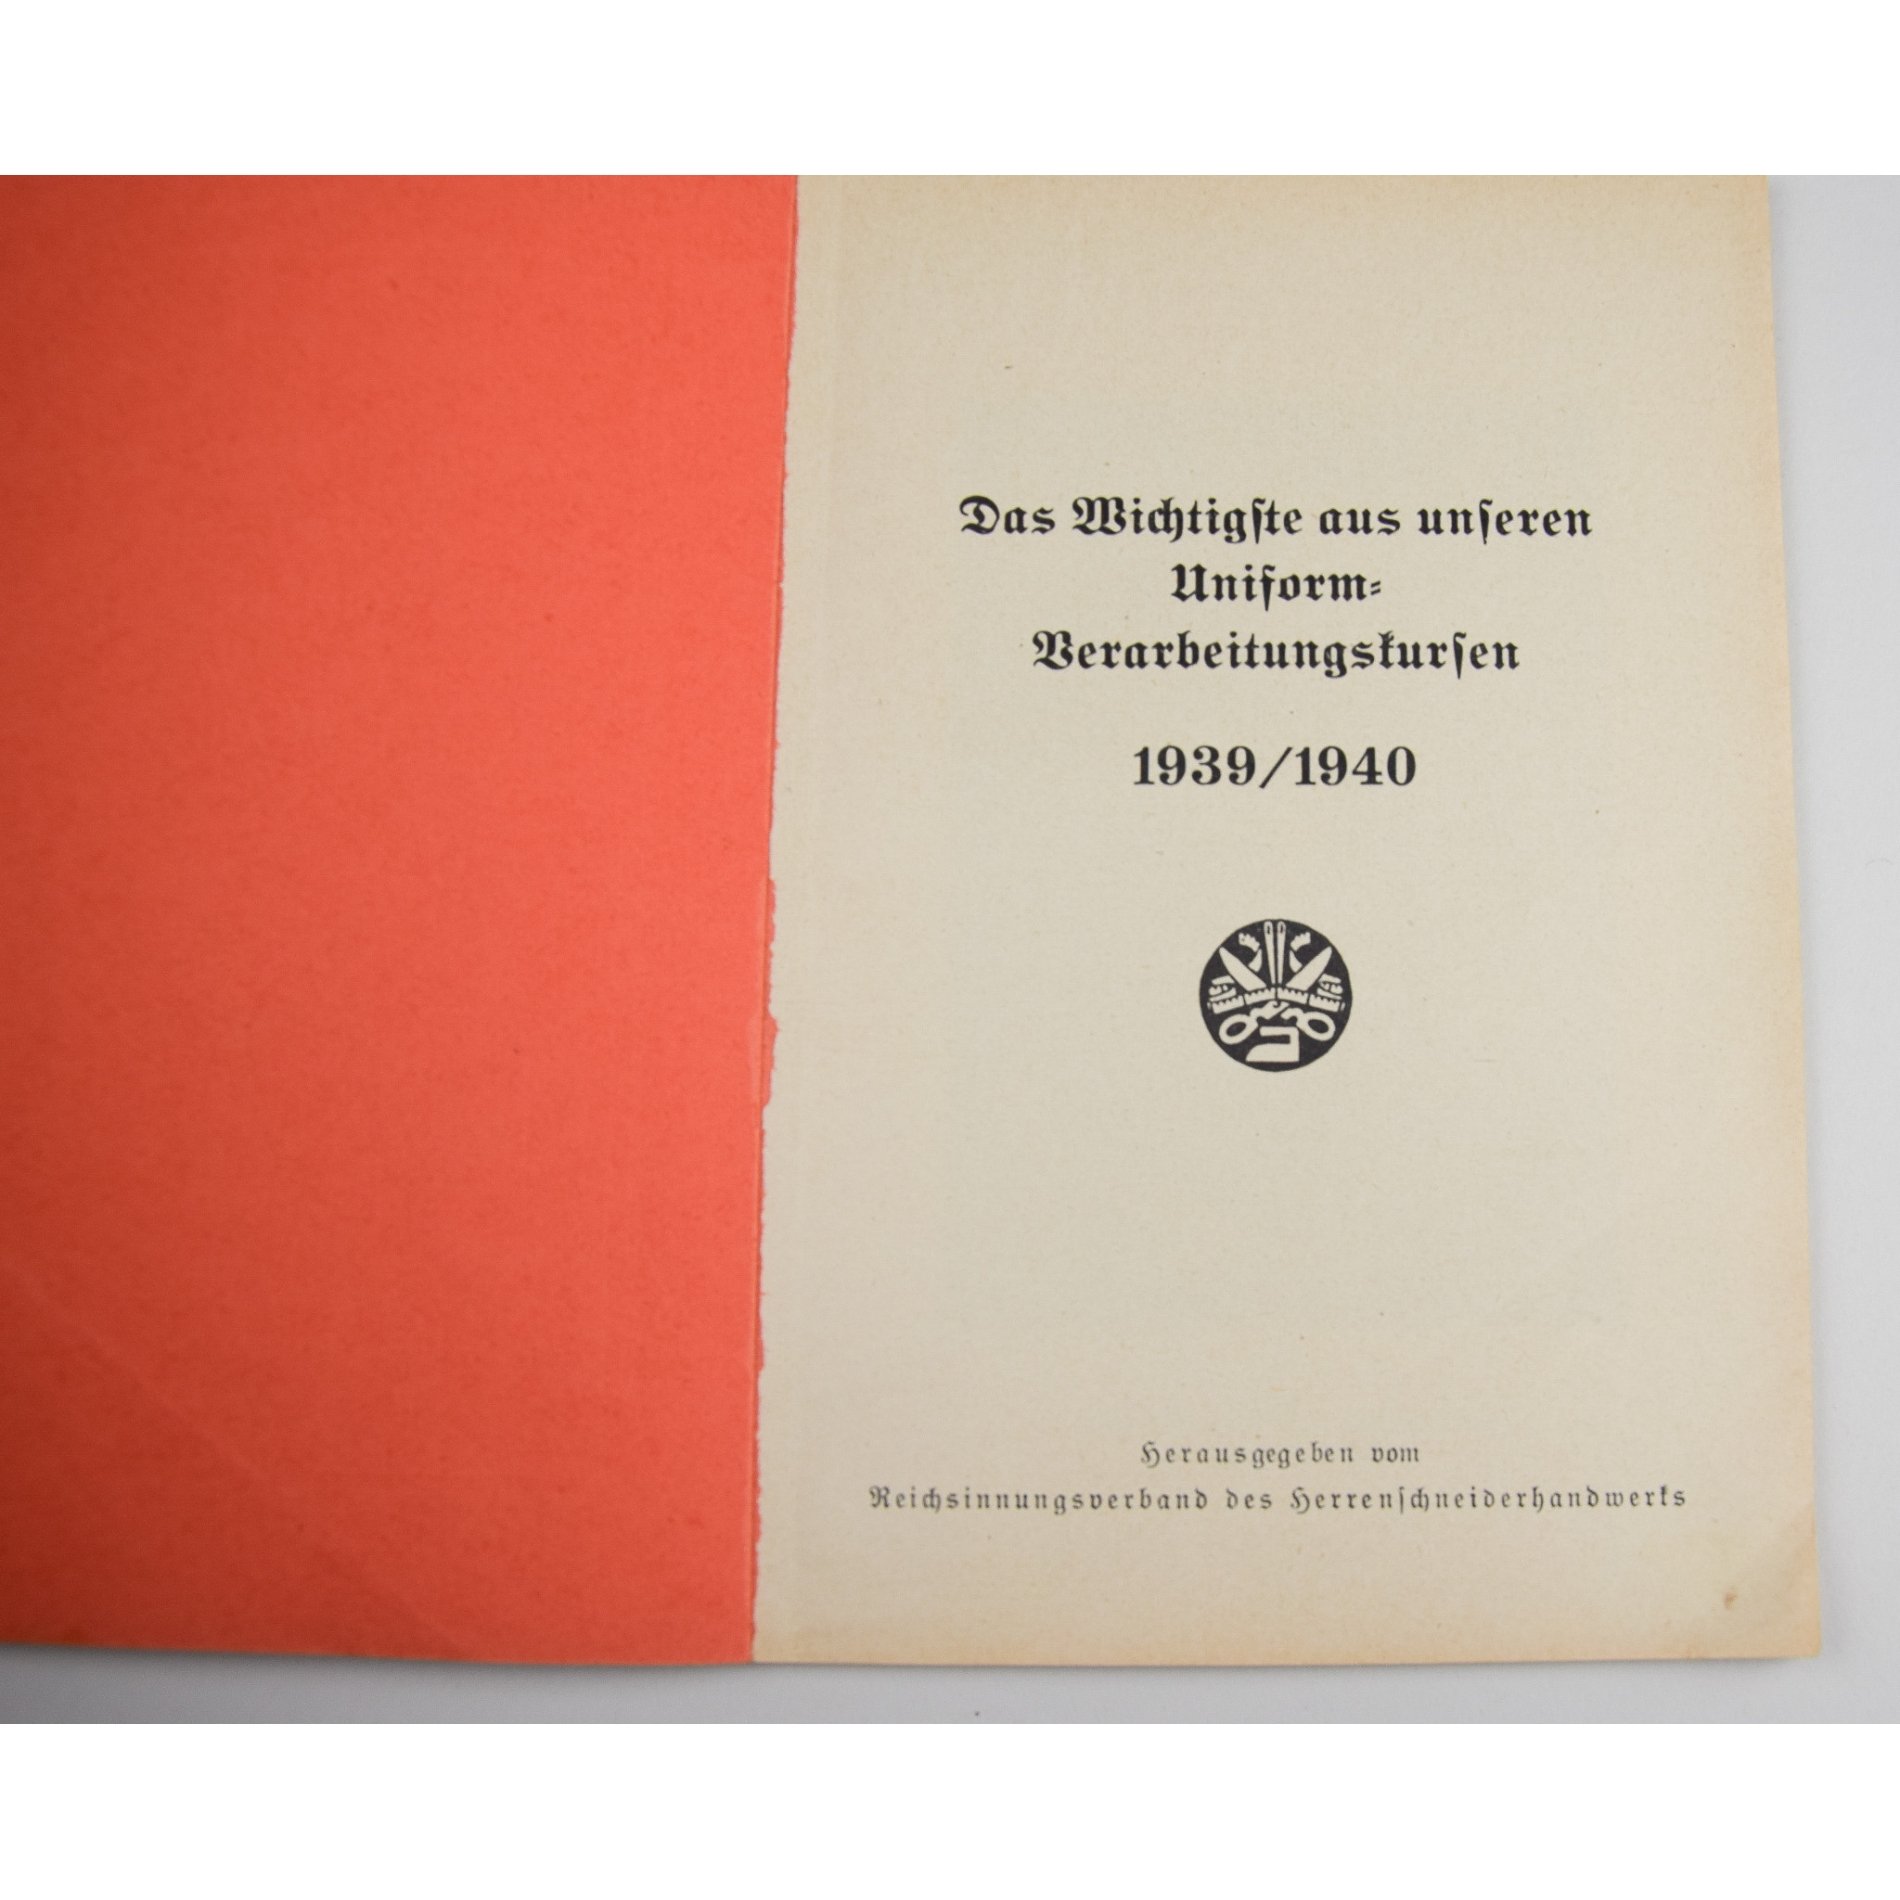 Das Wichtigſte aus unſeren
Uniform-
Verarbeitungskurſen
1939/1940
Herausgegeben vom
Reichsinnungsverband des Herrenſchneiderhandwerks